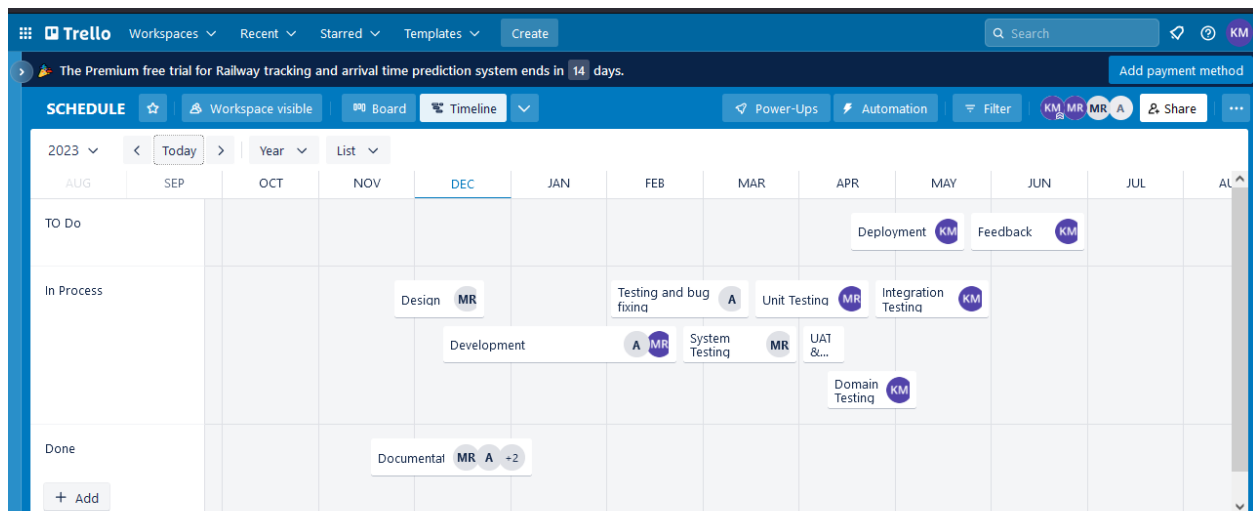 Trello Workspaces Recent Starred Templates Create Search KM
The Premium free trial for Railway tracking and arrival time prediction system ends in 14 days. Add payment method
SCHEDULE Workspace visible Board Timeline Power-Ups Automation Filter KM MR MR A Share
2023 Today Year List
AUG SEP OCT NOV DEC JAN FEB MAR APR MAY JUN JUL AU
TO Do
Deployment KM Feedback KM
In Process
Design MR
Testing and bug
fixing
A
Unit Testing MR
Integration
Testing
KM
Development A MR
System
Testing
MR
UAT
&...
Domain
Testing
KM
Done
Documentat MR A +2
+ Add